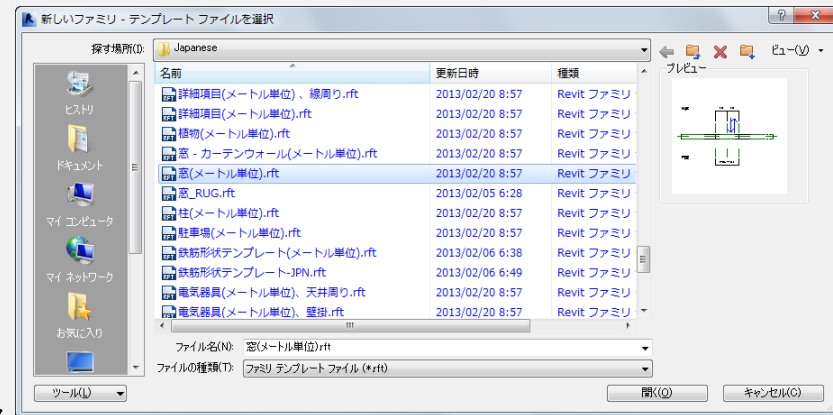 新しいファミリ - テンプレート ファイルを選択
探す場所(I): Japanese ビュー(V)
名前 更新日時 種類
プレビュー
詳細項目(メートル単位) 、線周り.rft 2013/02/20 8:57 Revit ファミリ
詳細項目(メートル単位).rft 2013/02/20 8:57 Revit ファミリ
植物(メートル単位).rft 2013/02/20 8:57 Revit ファミリ
窓 - カーテンウォール(メートル単位).rft 2013/02/20 8:57 Revit ファミリ
窓(メートル単位).rft 2013/02/20 8:57 Revit ファミリ
窓_RUG.rft 2013/02/05 6:28 Revit ファミリ
柱(メートル単位).rft 2013/02/20 8:57 Revit ファミリ
駐車場(メートル単位).rft 2013/02/20 8:57 Revit ファミリ
鉄筋形状テンプレート(メートル単位).rft 2013/02/06 6:38 Revit ファミリ
鉄筋形状テンプレート-JPN.rft 2013/02/06 6:49 Revit ファミリ
電気器具(メートル単位)、天井周り.rft 2013/02/20 8:57 Revit ファミリ
電気器具(メートル単位)、壁掛.rft 2013/02/20 8:57 Revit ファミリ
ヒストリ
ドキュメント
マイ コンピュータ
マイ ネットワーク
お気に入り
ファイル名(N): 窓(メートル単位).rft
ファイルの種類(T): ファミリ テンプレート ファイル (*.rft)
ツール(L) 開く(O) キャンセル(C)